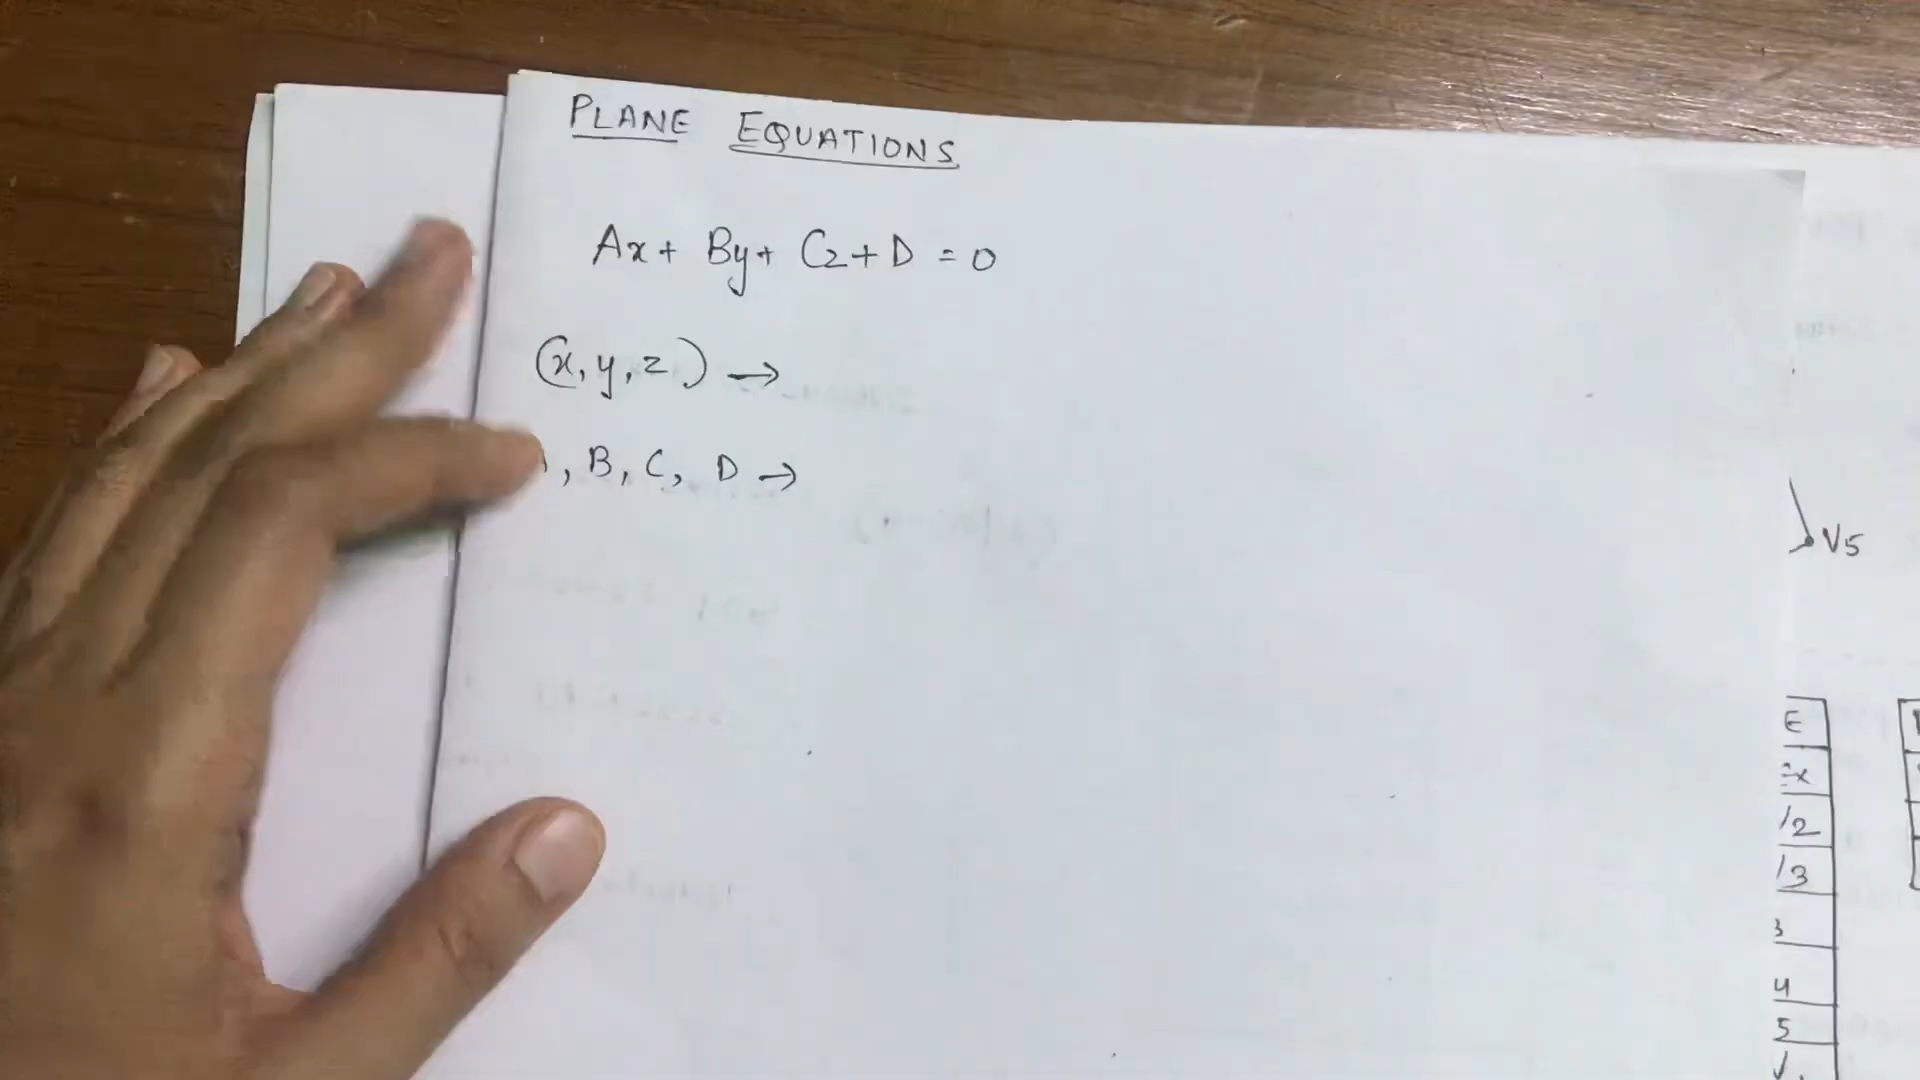 PLANE EQUATIONS
Ax + By + Cz + D = 0
(x, y, z) →
, B, C, D →
V5
E
/2
/3
3
4
5